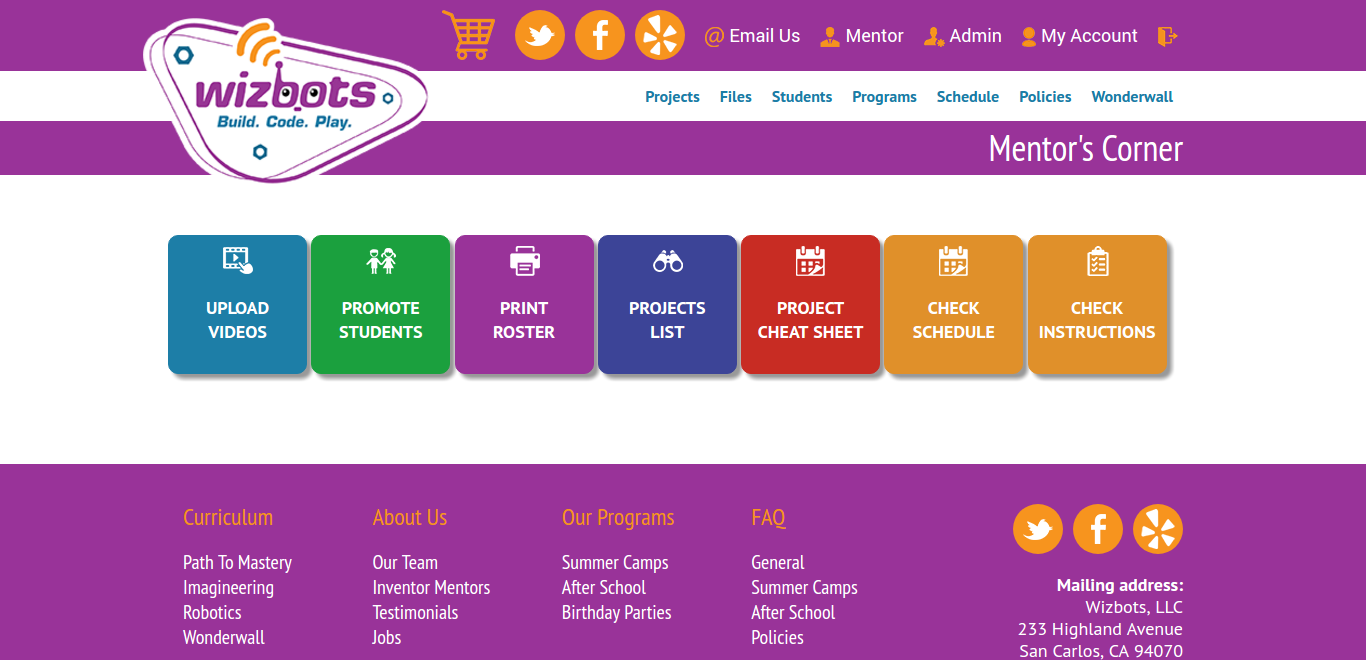 @ Email Us Mentor Admin My Account
wizbots
Build. Code. Play.
Projects Files Students Programs Schedule Policies Wonderwall
Mentor's Corner
UPLOAD
VIDEOS
PROMOTE
STUDENTS
PRINT
ROSTER
PROJECTS
LIST
PROJECT
CHEAT SHEET
CHECK
SCHEDULE
CHECK
INSTRUCTIONS
Curriculum
Path To Mastery
Imagineering
Robotics
Wonderwall
About Us
Our Team
Inventor Mentors
Testimonials
Jobs
Our Programs
Summer Camps
After School
Birthday Parties
FAQ
General
Summer Camps
After School
Policies
Mailing address:
Wizbots, LLC
233 Highland Avenue
San Carlos, CA 94070